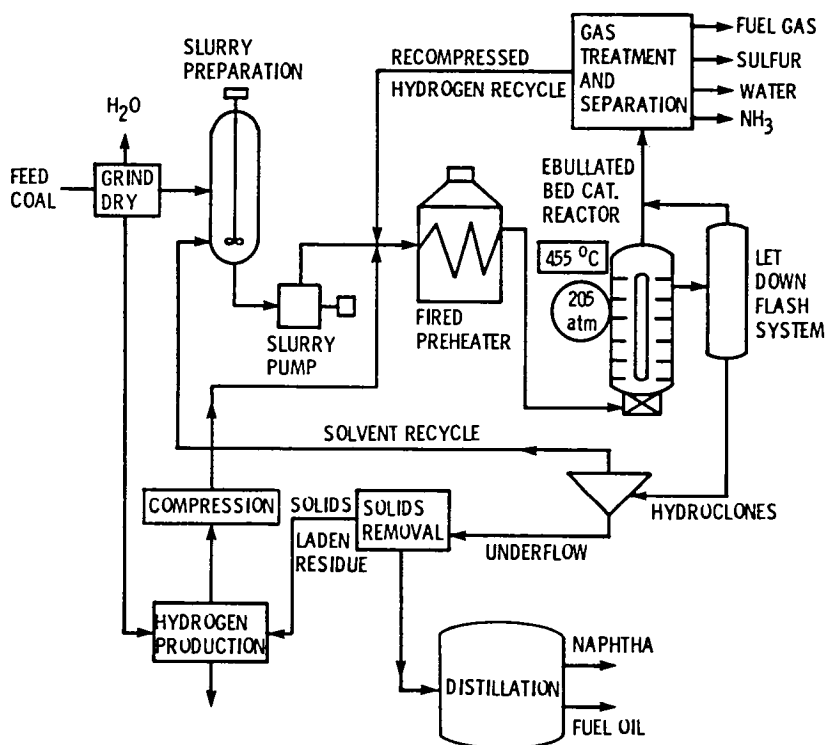 SLURRY
PREPARATION
H2O
FEED
COAL
GRIND
DRY
RECOMPRESSED
HYDROGEN RECYCLE
GAS
TREATMENT
AND
SEPARATION
FUEL GAS
SULFUR
WATER
NH3
EBULLATED
BED CAT.
REACTOR
455 °C
205
atm
LET
DOWN
FLASH
SYSTEM
SLURRY
PUMP
FIRED
PREHEATER
SOLVENT RECYCLE
COMPRESSION
SOLIDS
LADEN
RESIDUE
SOLIDS
REMOVAL
UNDERFLOW
HYDROCLONES
HYDROGEN
PRODUCTION
DISTILLATION
NAPHTHA
FUEL OIL